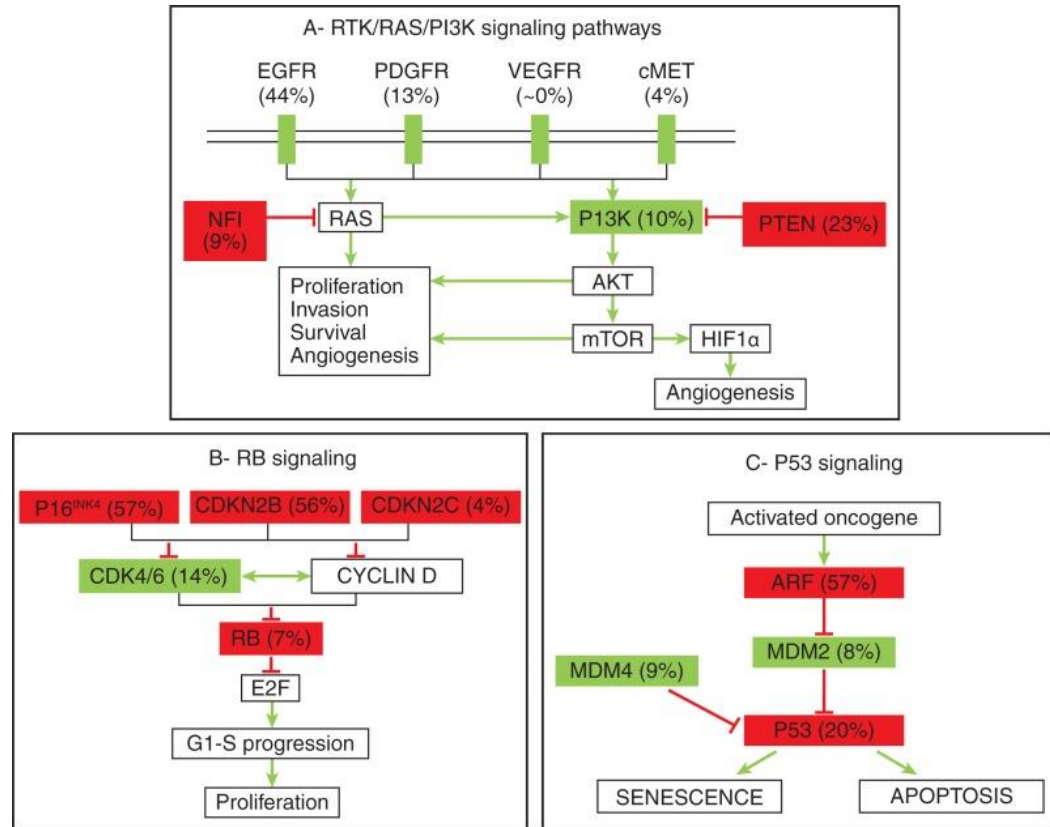 A- RTK/RAS/PI3K signaling pathways
EGFR
(44%)
PDGFR
(13%)
VEGFR
(~0%)
cMET
(4%)
NFI
(9%)
RAS
P13K (10%)
PTEN (23%)
Proliferation
Invasion
Survival
Angiogenesis
AKT
mTOR
HIF1α
Angiogenesis
B- RB signaling
P16INK4 (57%)
CDKN2B (56%)
CDKN2C (4%)
CDK4/6 (14%)
CYCLIN D
RB (7%)
E2F
G1-S progression
Proliferation
C- P53 signaling
Activated oncogene
ARF (57%)
MDM2 (8%)
MDM4 (9%)
P53 (20%)
SENESCENCE
APOPTOSIS